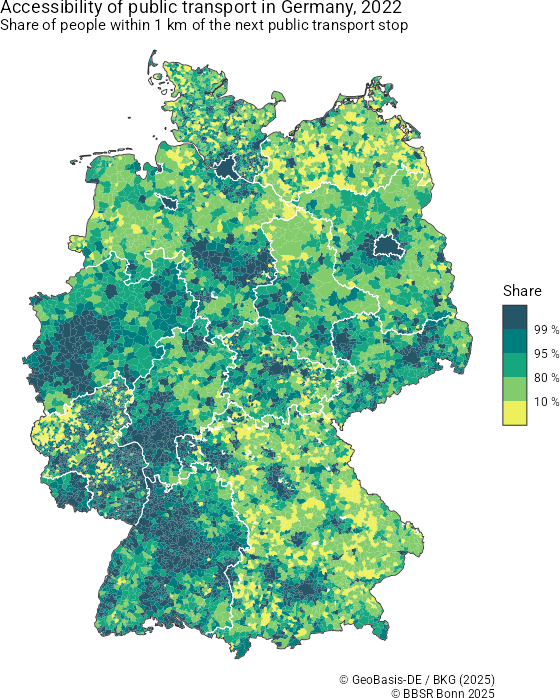 Accessibility of public transport in Germany, 2022
Share of people within 1 km of the next public transport stop
Share
99 %
95 %
80 %
10 %
© GeoBasis-DE / BKG (2025)
© BBSR Bonn 2025